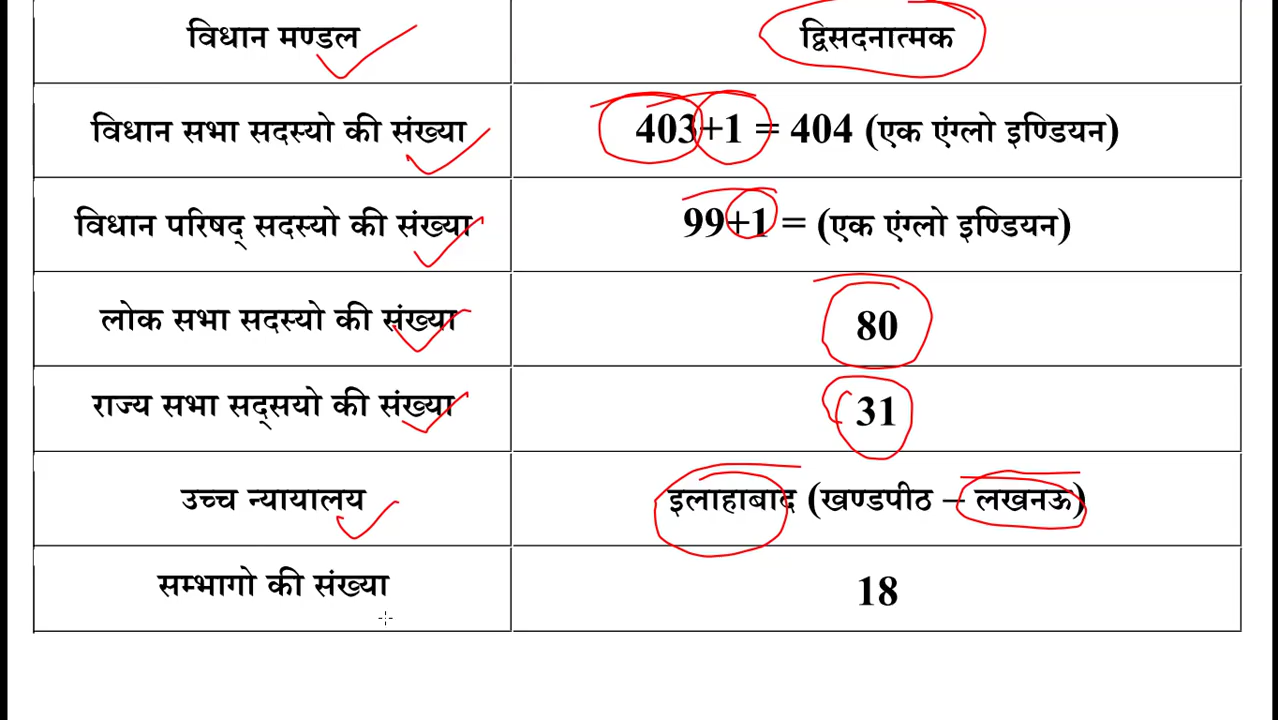 विधान मण्डल द्विसदनात्मक
विधान सभा सदस्यो की संख्या 403+1 = 404 (एक एंग्लो इण्डियन)
विधान परिषद् सदस्यो की संख्या 99+1 = (एक एंग्लो इण्डियन)
लोक सभा सदस्यो की संख्या 80
राज्य सभा सद्सयो की संख्या 31
उच्च न्यायालय इलाहाबाद (खण्डपीठ – लखनऊ)
सम्भागो की संख्या 18